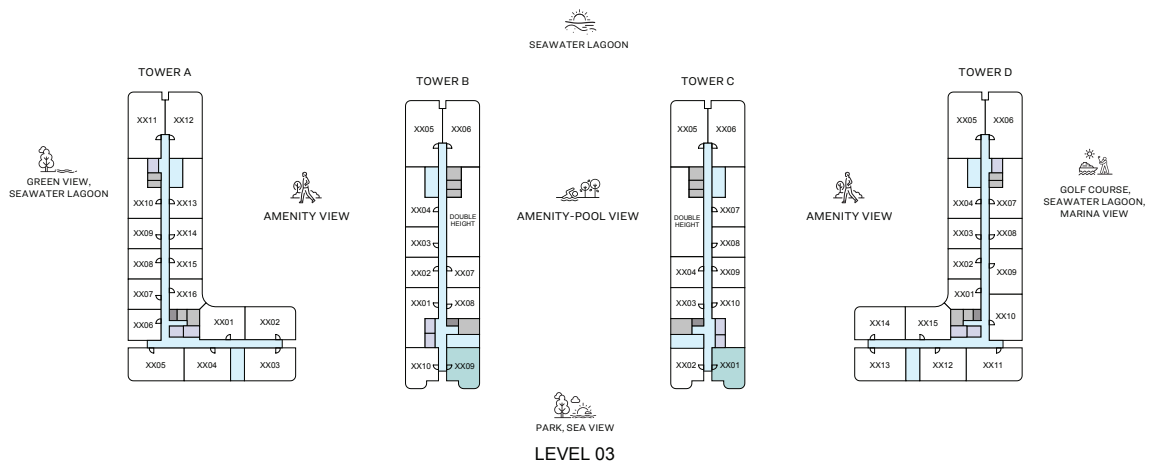 SEAWATER LAGOON
TOWER A
TOWER B
TOWER C
TOWER D
XX11
XX12
XX10
XX13
XX09
XX14
XX08
XX15
XX07
XX16
XX06
XX01
XX02
XX05
XX04
XX03
GREEN VIEW,
SEAWATER LAGOON
AMENITY VIEW
XX05
XX06
XX04
DOUBLE
HEIGHT
XX03
XX02
XX07
XX01
XX08
XX10
XX09
AMENITY-POOL VIEW
XX05
XX06
XX07
DOUBLE
HEIGHT
XX08
XX04
XX09
XX03
XX10
XX02
XX01
AMENITY VIEW
XX05
XX06
XX04
XX07
XX03
XX08
XX02
XX09
XX01
XX10
XX14
XX15
XX13
XX12
XX11
GOLF COURSE,
SEAWATER LAGOON,
MARINA VIEW
PARK, SEA VIEW
LEVEL 03